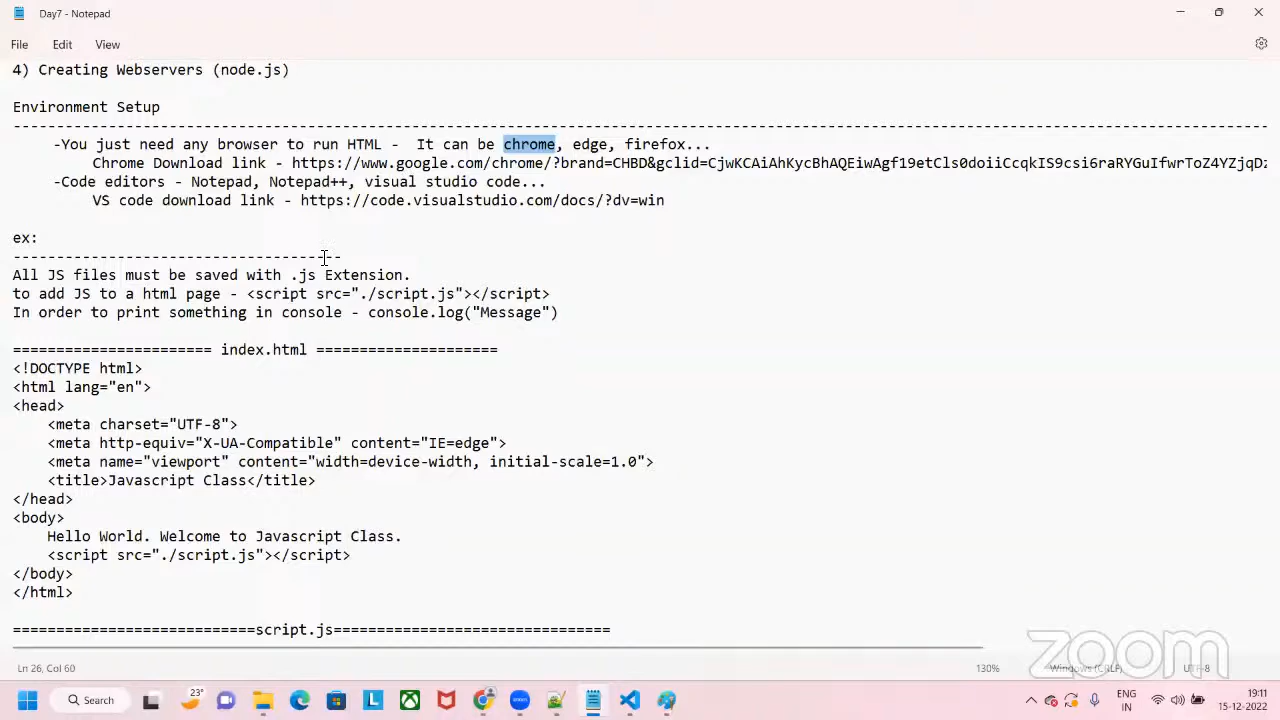 Day7 - Notepad
File Edit View
4) Creating Webservers (node.js)
Environment Setup
-----------------------------------------------------------------------------------------------------------------------------------------------
-You just need any browser to run HTML - It can be chrome, edge, firefox...
Chrome Download link - https://www.google.com/chrome/?brand=CHBD&gclid=CjwKCAiAhKycBhAQEiwAgf19etCls0doiiCcqkIS9csi6raRYGuIfwrToZ4YZjqDz
-Code editors - Notepad, Notepad++, visual studio code...
VS code download link - https://code.visualstudio.com/docs/?dv=win
ex:
--------------------------------------
All JS files must be saved with .js Extension.
to add JS to a html page - <script src="./script.js"></script>
In order to print something in console - console.log("Message")
======================= index.html =====================
<!DOCTYPE html>
<html lang="en">
<head>
<meta charset="UTF-8">
<meta http-equiv="X-UA-Compatible" content="IE=edge">
<meta name="viewport" content="width=device-width, initial-scale=1.0">
<title>Javascript Class</title>
</head>
<body>
Hello World. Welcome to Javascript Class.
<script src="./script.js"></script>
</body>
</html>
============================script.js================================
zoom
Ln 26, Col 60 130% Windows (CRLF) UTF-8
Search 23° zoom ENG IN 19:11 15-12-2022